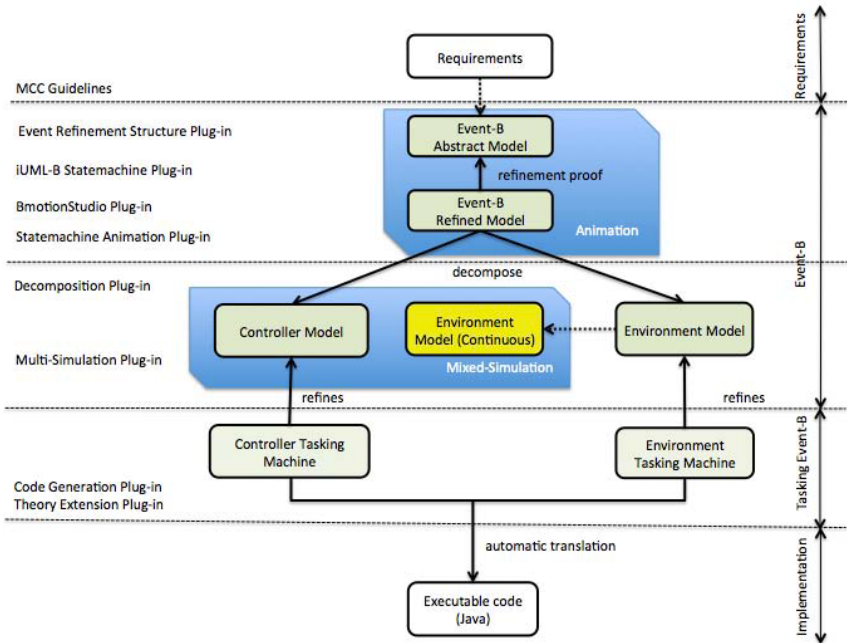 Requirements
Requirements
MCC Guidelines
Event Refinement Structure Plug-in
Event-B
Abstract Model
iUML-B Statemachine Plug-in
refinement proof
BmotionStudio Plug-in
Event-B
Refined Model
Statemachine Animation Plug-in
Animation
Event-B
decompose
Decomposition Plug-in
Controller Model
Environment
Model (Continuous)
Environment Model
Multi-Simulation Plug-in
Mixed-Simulation
refines
refines
Controller Tasking
Machine
Environment
Tasking Machine
Tasking Event-B
Code Generation Plug-in
Theory Extension Plug-in
automatic translation
Implementation
Executable code
(Java)